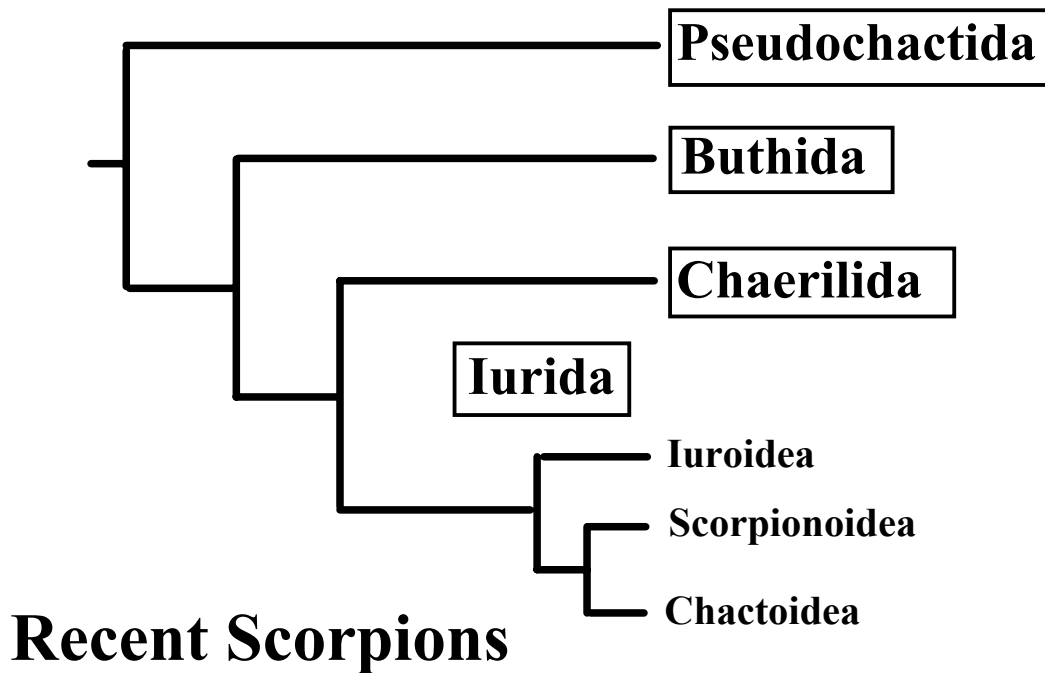 Pseudochactida
Buthida
Chaerilida
Iurida
Iuroidea
Scorpionoidea
Chactoidea
Recent Scorpions